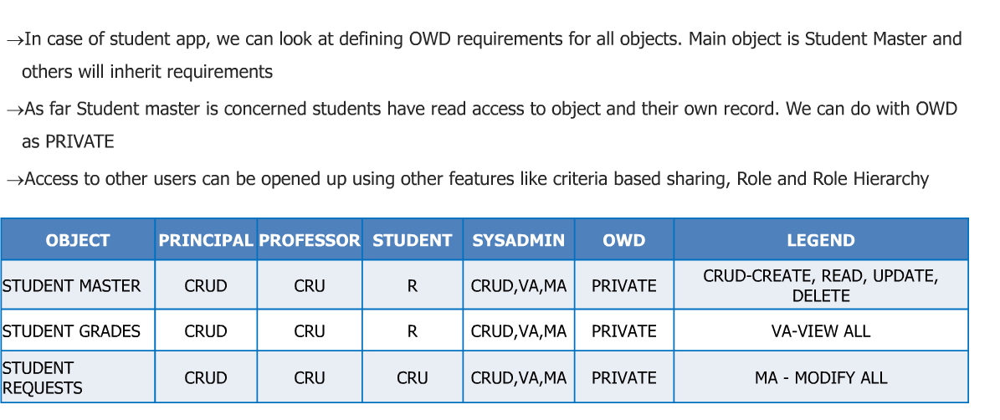 →In case of student app, we can look at defining OWD requirements for all objects. Main object is Student Master and
others will inherit requirements
→As far Student master is concerned students have read access to object and their own record. We can do with OWD
as PRIVATE
→Access to other users can be opened up using other features like criteria based sharing, Role and Role Hierarchy
OBJECT PRINCIPAL PROFESSOR STUDENT SYSADMIN OWD LEGEND
STUDENT MASTER CRUD CRU R CRUD,VA,MA PRIVATE CRUD-CREATE, READ, UPDATE,
DELETE
STUDENT GRADES CRUD CRU R CRUD,VA,MA PRIVATE VA-VIEW ALL
STUDENT
REQUESTS CRUD CRU CRU CRUD,VA,MA PRIVATE MA - MODIFY ALL